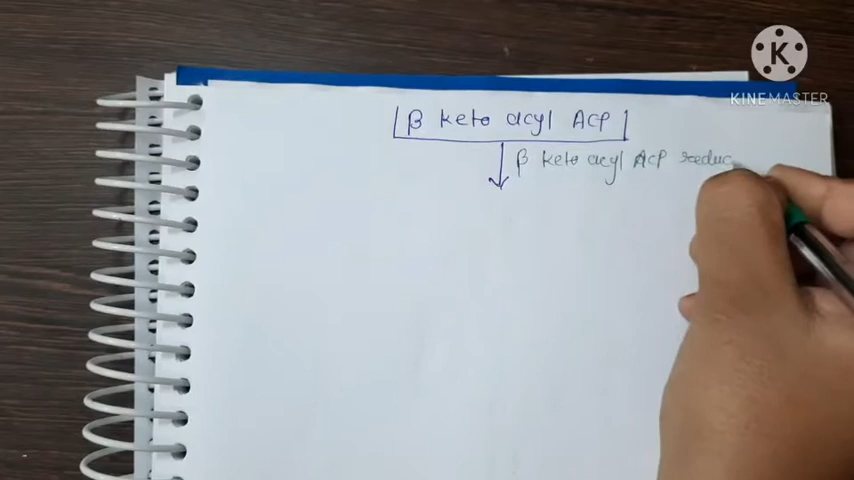 KINEMASTER
β keto acyl ACP
β keto acyl ACP reduc